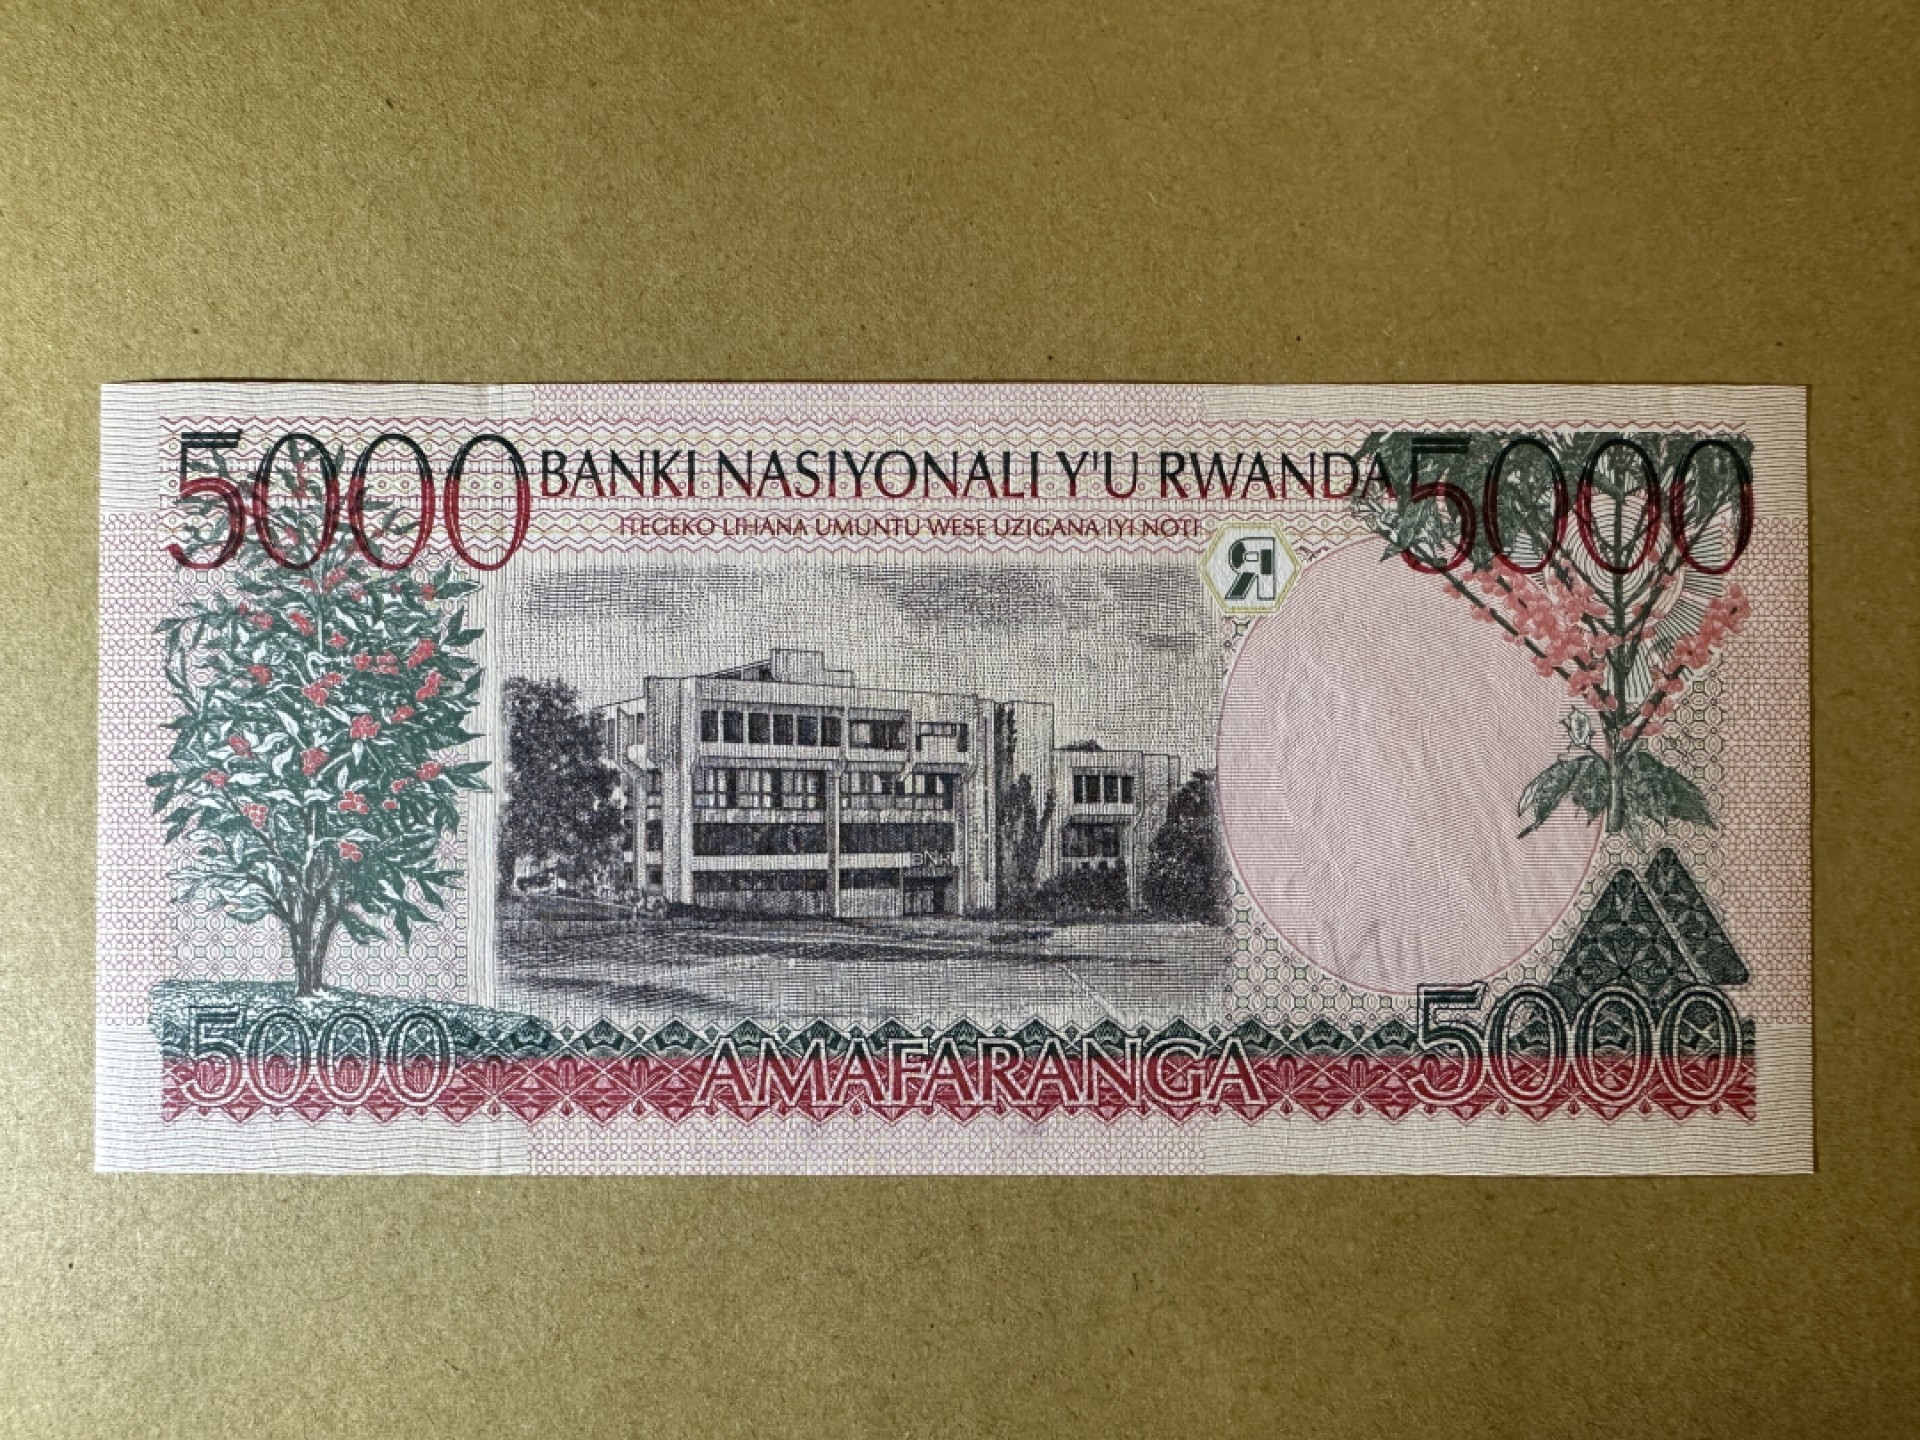 5000 BANKI NASIYONALI Y'U RWANDA 5000
ITEGEKO LIHANA UMUNTU WESE UZIGANA IYI NOTI
BNR
5000 AMAFARANGA 5000